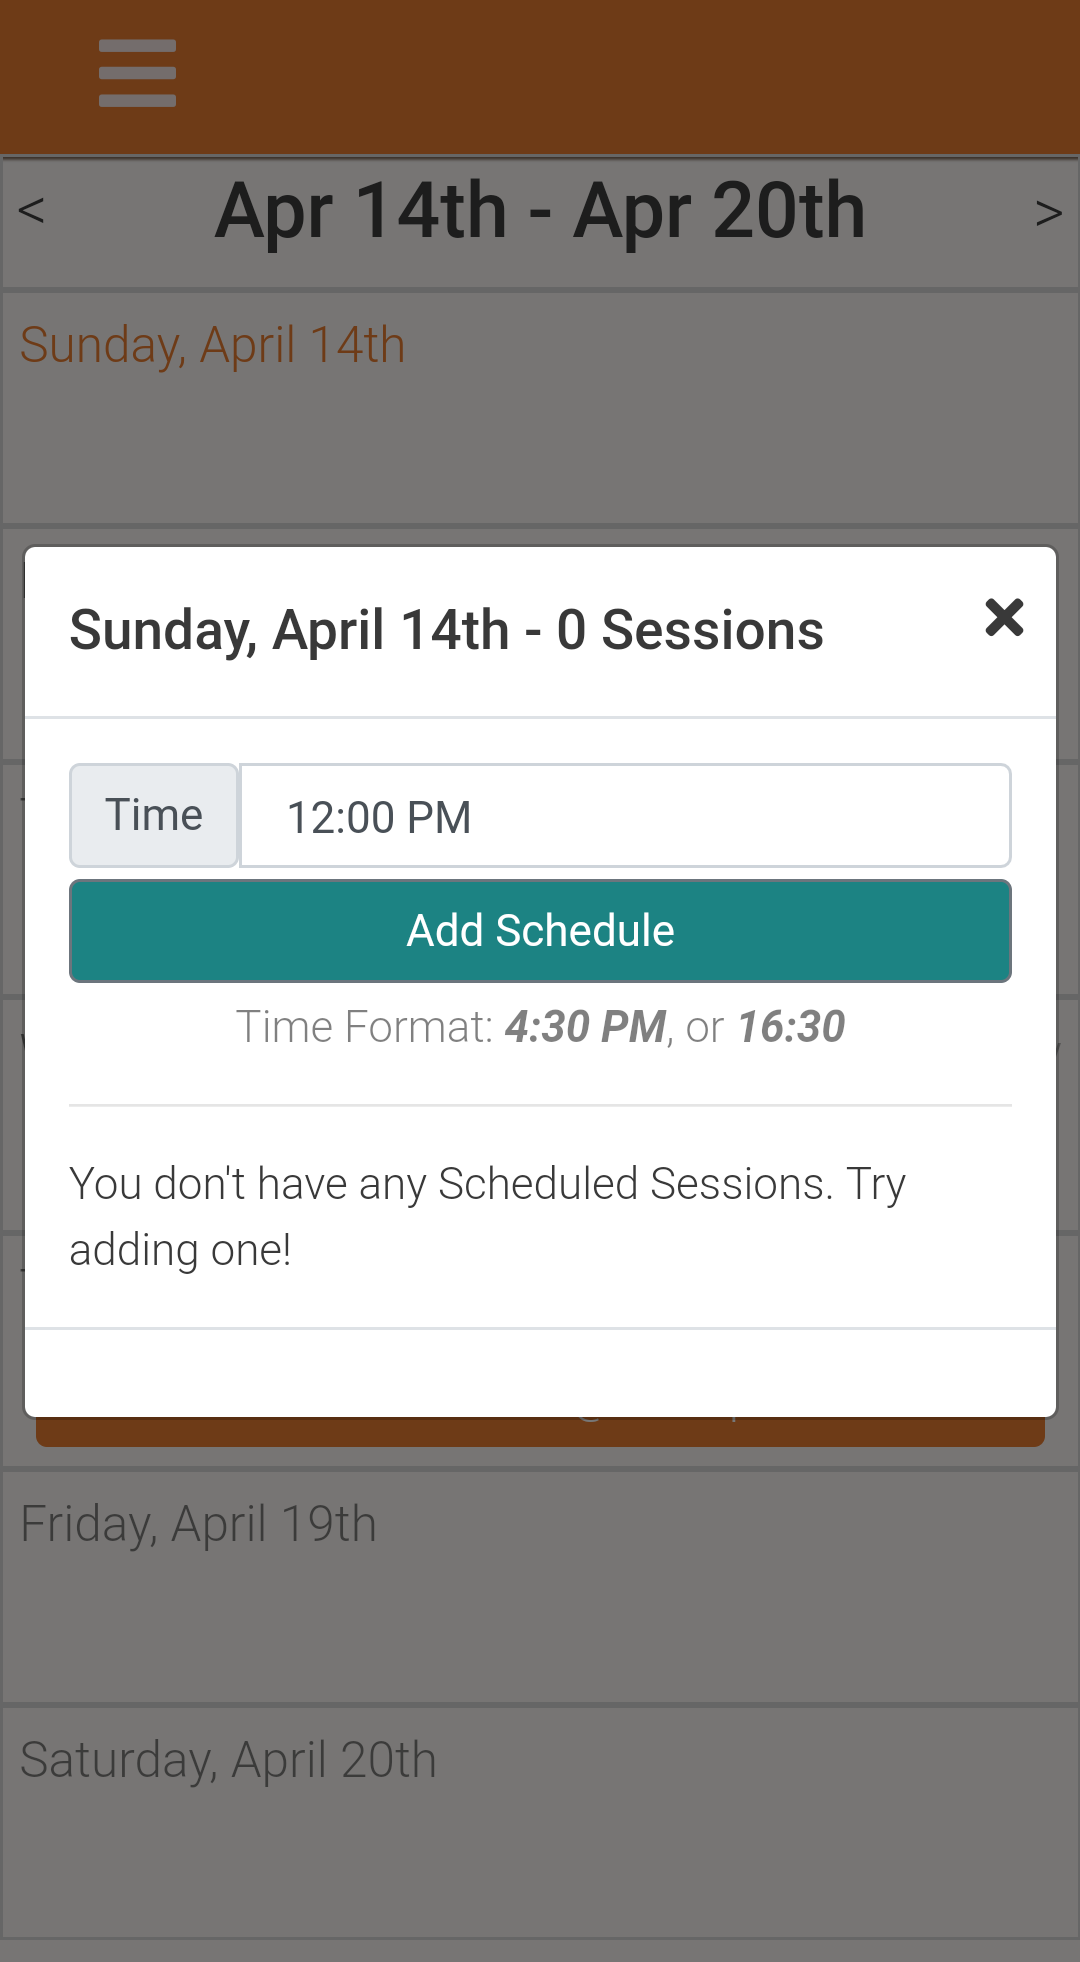 < Apr 14th - Apr 20th >
Sunday, April 14th
Sunday, April 14th - 0 Sessions
Time 12:00 PM
Add Schedule
Time Format: 4:30 PM, or 16:30
You don't have any Scheduled Sessions. Try
adding one!
Friday, April 19th
Saturday, April 20th